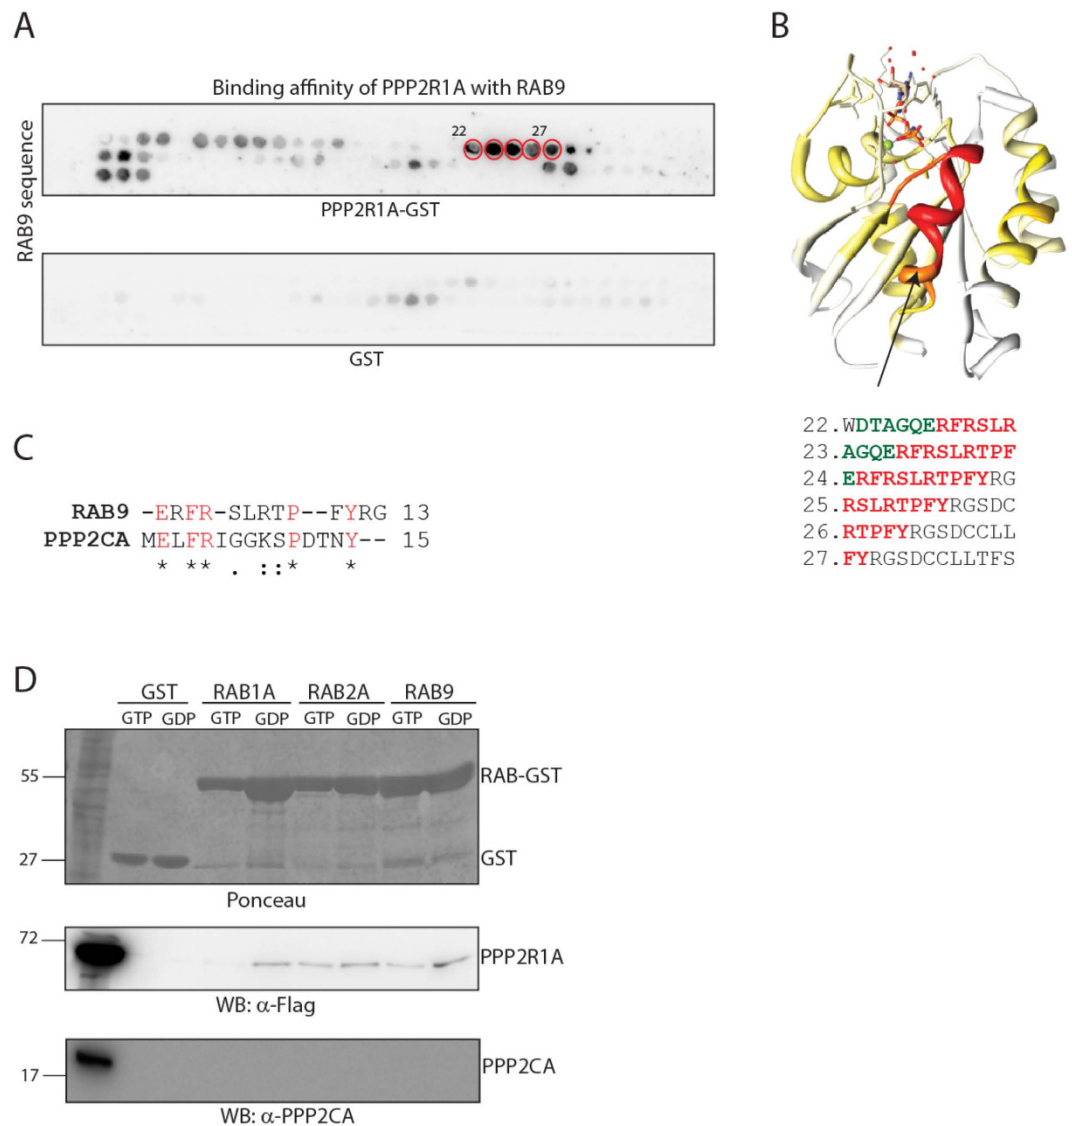 A
Binding affinity of PPP2R1A with RAB9
22
27
RAB9 sequence
PPP2R1A-GST
GST
B
22.WDTAGQERFRSLR
23.AGQERFRSLRTPF
24.ERFRSLRTPFYRG
25.RSLRTPFYRGSDC
26.RTPFYRGSDCCLL
27.FYRGSDCCLLTFS
C
RAB9 -ERFR-SLRTP--FYRG 13
PPP2CA MELFRIGGKSPDTNY-- 15
* ** . ::* *
D
GST RAB1A RAB2A RAB9
GTP GDP GTP GDP GTP GDP GTP GDP
55
RAB-GST
27
GST
Ponceau
72
PPP2R1A
WB: α-Flag
PPP2CA
17
WB: α-PPP2CA